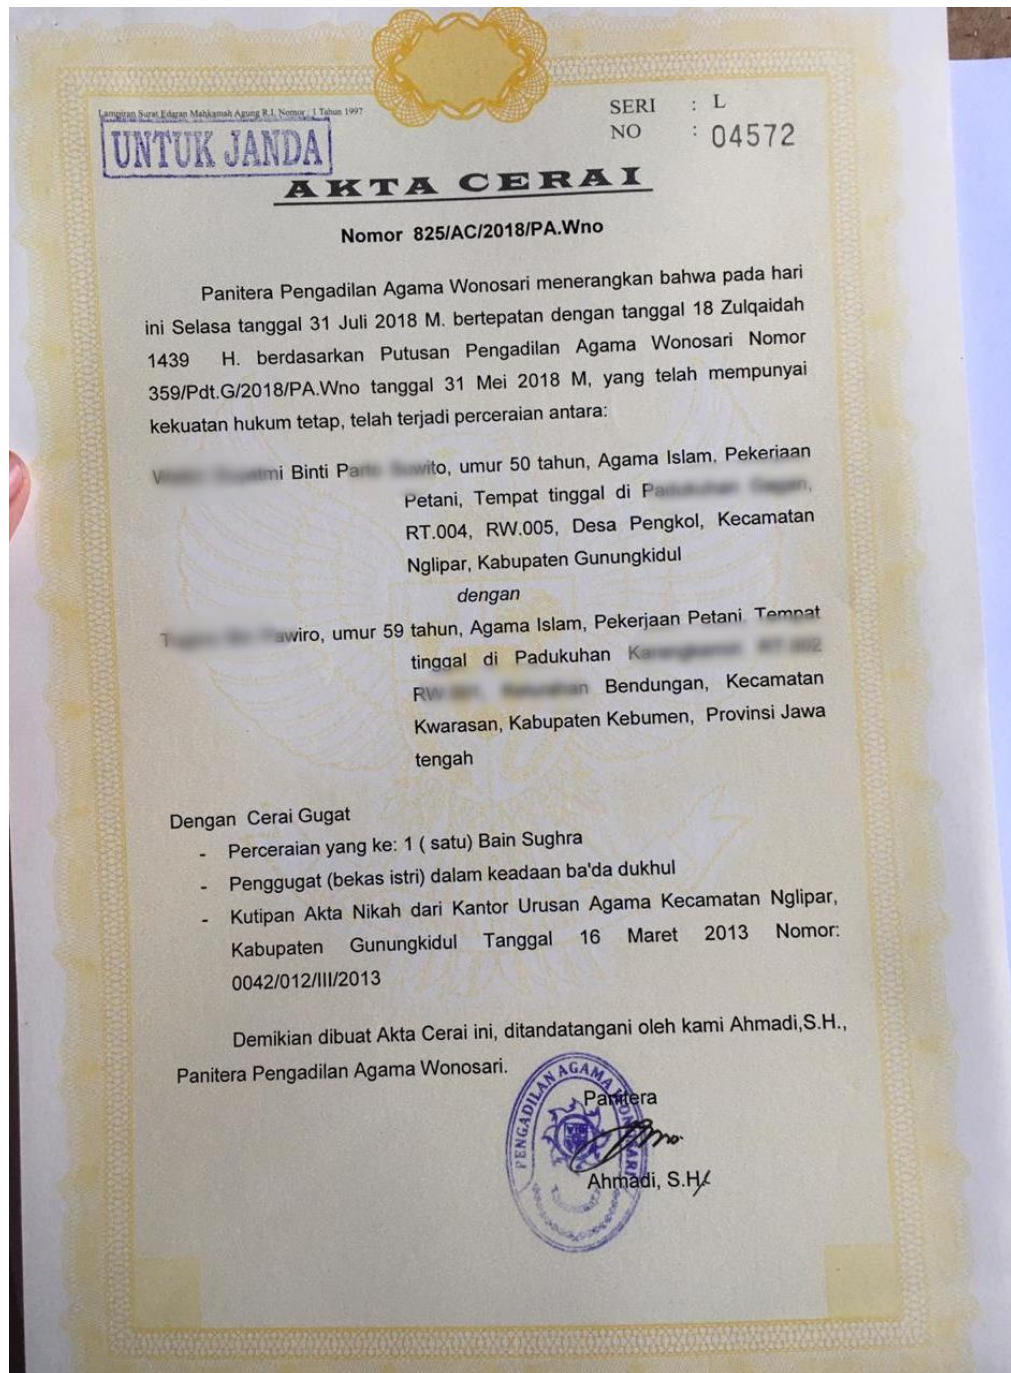 Lampiran Surat Edaran Mahkamah Agung R.I. Nomor : 1 Tahun 1997
UNTUK JANDA
SERI : L
NO : 04572
AKTA CERAI
Nomor 825/AC/2018/PA.Wno
Panitera Pengadilan Agama Wonosari menerangkan bahwa pada hari
ini Selasa tanggal 31 Juli 2018 M. bertepatan dengan tanggal 18 Zulqaidah
1439 H. berdasarkan Putusan Pengadilan Agama Wonosari Nomor
359/Pdt.G/2018/PA.Wno tanggal 31 Mei 2018 M, yang telah mempunyai
kekuatan hukum tetap, telah terjadi perceraian antara:
Binti umur 50 tahun, Agama Islam, Pekerjaan
Petani, Tempat tinggal di
RT.004, RW.005, Desa Pengkol, Kecamatan
Nglipar, Kabupaten Gunungkidul
dengan
umur 59 tahun, Agama Islam, Pekerjaan Petani, Tempat
tinggal di Padukuhan
Bendungan, Kecamatan
Kwarasan, Kabupaten Kebumen, Provinsi Jawa
tengah
Dengan Cerai Gugat
- Perceraian yang ke: 1 ( satu) Bain Sughra
- Penggugat (bekas istri) dalam keadaan ba'da dukhul
- Kutipan Akta Nikah dari Kantor Urusan Agama Kecamatan Nglipar,
Kabupaten Gunungkidul Tanggal 16 Maret 2013 Nomor:
0042/012/III/2013
Demikian dibuat Akta Cerai ini, ditandatangani oleh kami Ahmadi,S.H.,
Panitera Pengadilan Agama Wonosari.
PENGADILAN AGAMA WONOSARI
Panitera
Ahmadi, S.H